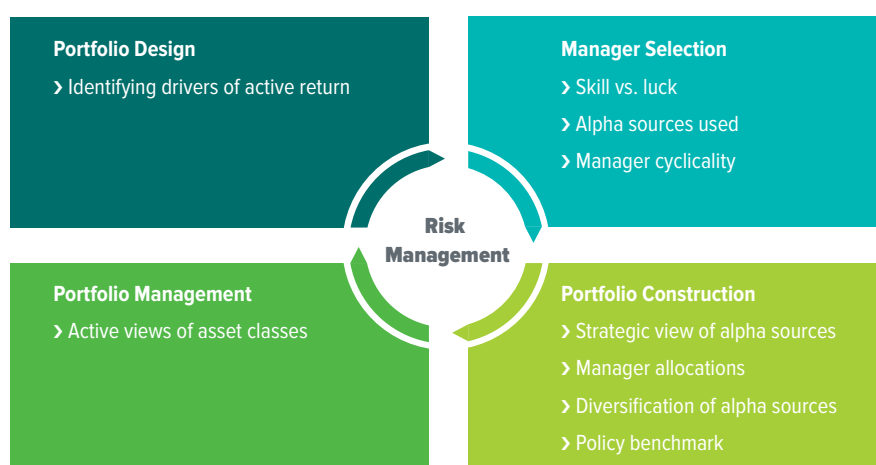 Portfolio Design
› Identifying drivers of active return
Manager Selection
› Skill vs. luck
› Alpha sources used
› Manager cyclicality
Risk
Management
Portfolio Management
› Active views of asset classes
Portfolio Construction
› Strategic view of alpha sources
› Manager allocations
› Diversification of alpha sources
› Policy benchmark